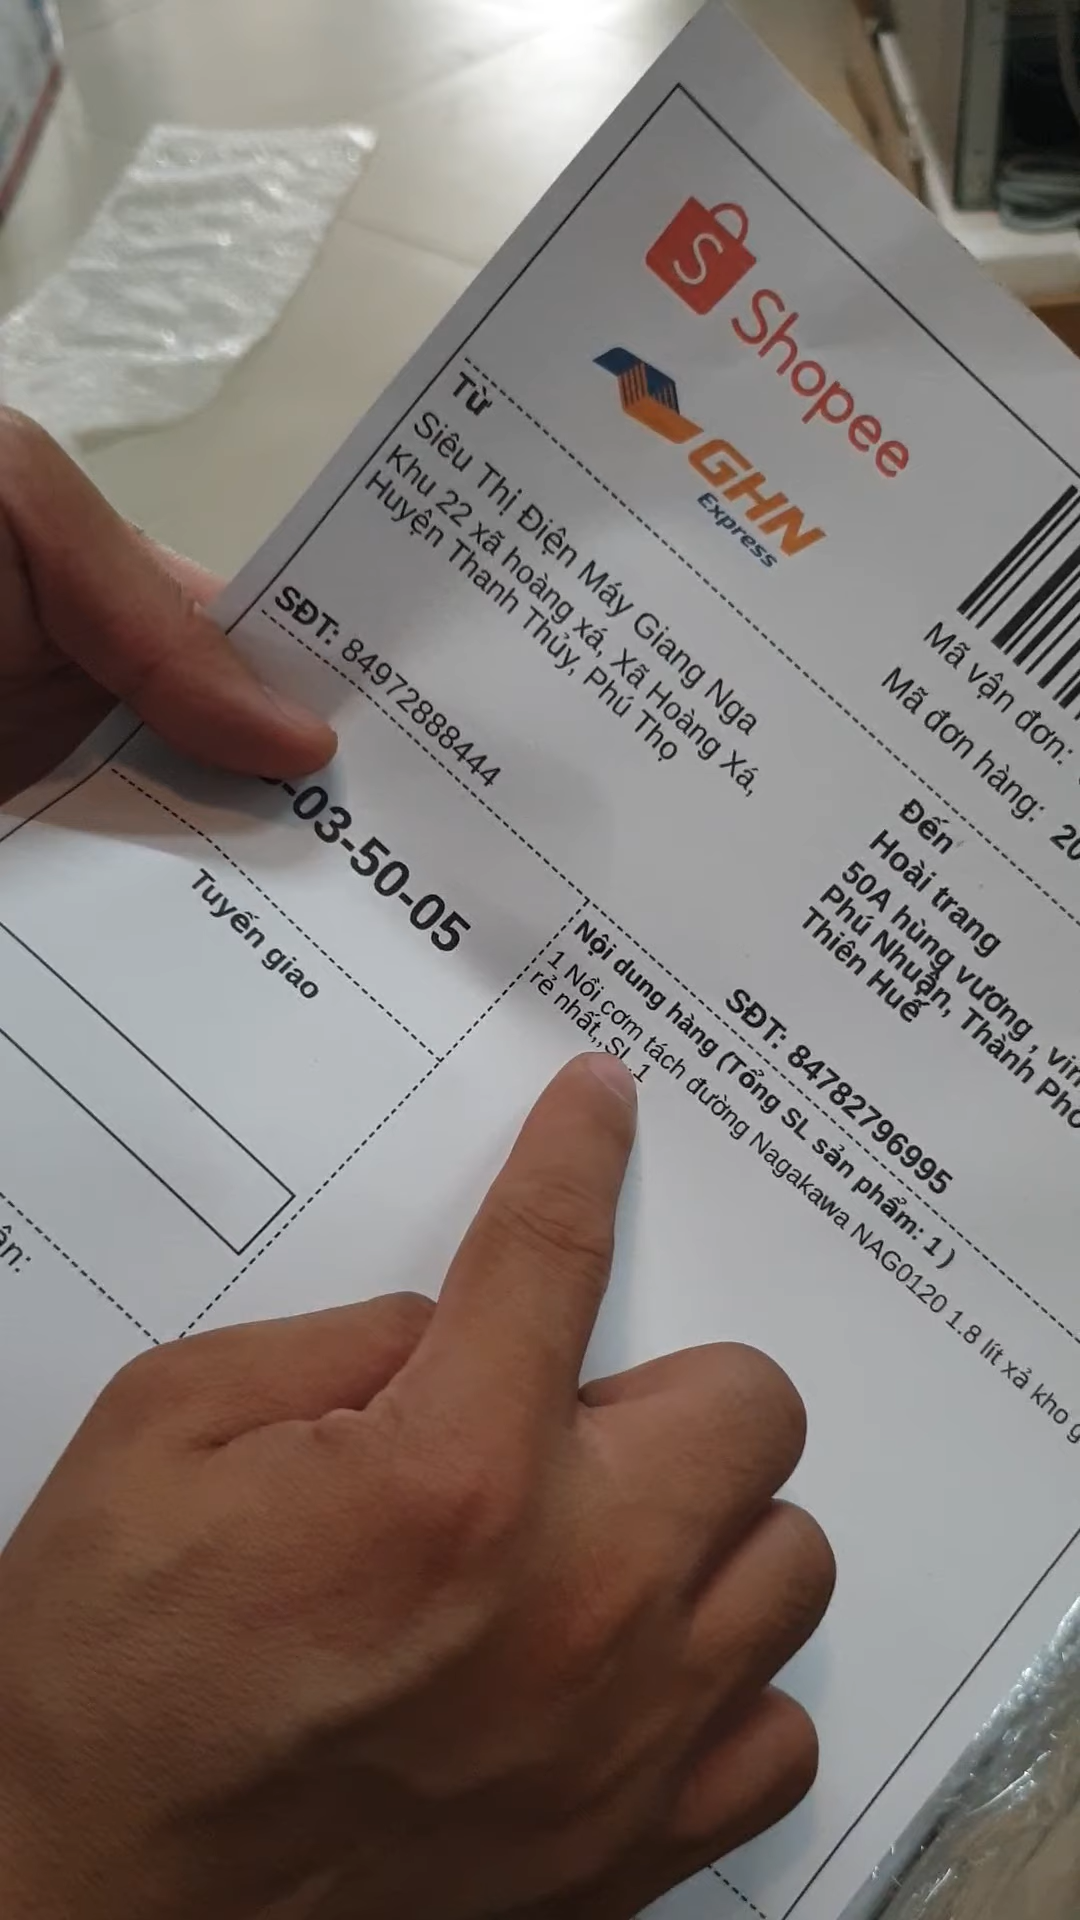 Shopee
GHN
Express
Mã vận đơn:
Mã đơn hàng: 20
Từ
Siêu Thị Điện Máy Giang Nga
Khu 22 xã hoàng xá, Xã Hoàng Xá,
Huyện Thanh Thủy, Phú Thọ
SĐT: 84972888444
Đến
Hoài trang
50A hùng vương , vin
Phú Nhuận, Thành Phố
Thiên Huế
SĐT: 84782796995
-03-50-05
Nội dung hàng (Tổng SL sản phẩm: 1 )
1 Nồi cơm tách đường Nagakawa NAG0120 1.8 lít xả kho g
rẻ nhất,, SL 1
Tuyến giao
ận: